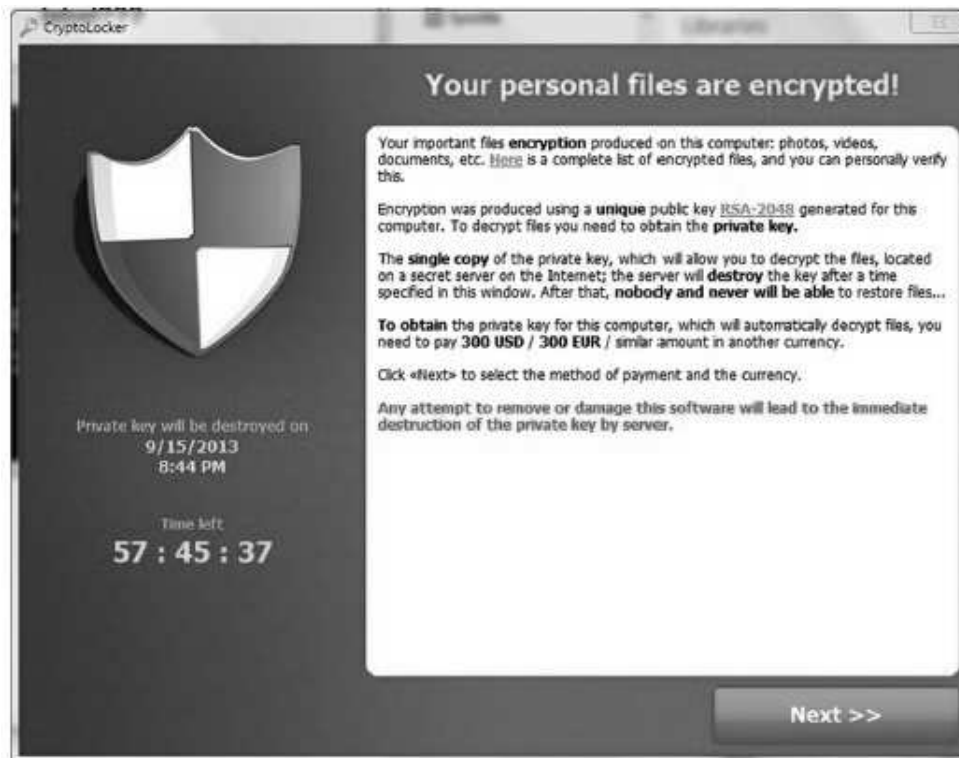 CryptoLocker
Libraries
Your personal files are encrypted!
Your important files encryption produced on this computer: photos, videos,
documents, etc. Here is a complete list of encrypted files, and you can personally verify
this.
Encryption was produced using a unique public key RSA-2048 generated for this
computer. To decrypt files you need to obtain the private key.
The single copy of the private key, which will allow you to decrypt the files, located
on a secret server on the Internet; the server will destroy the key after a time
specified in this window. After that, nobody and never will be able to restore files...
To obtain the private key for this computer, which will automatically decrypt files, you
need to pay 300 USD / 300 EUR / similar amount in another currency.
Click «Next» to select the method of payment and the currency.
Any attempt to remove or damage this software will lead to the immediate
destruction of the private key by server.
Private key will be destroyed on
9/15/2013
8:44 PM
Time left
57 : 45 : 37
Next >>